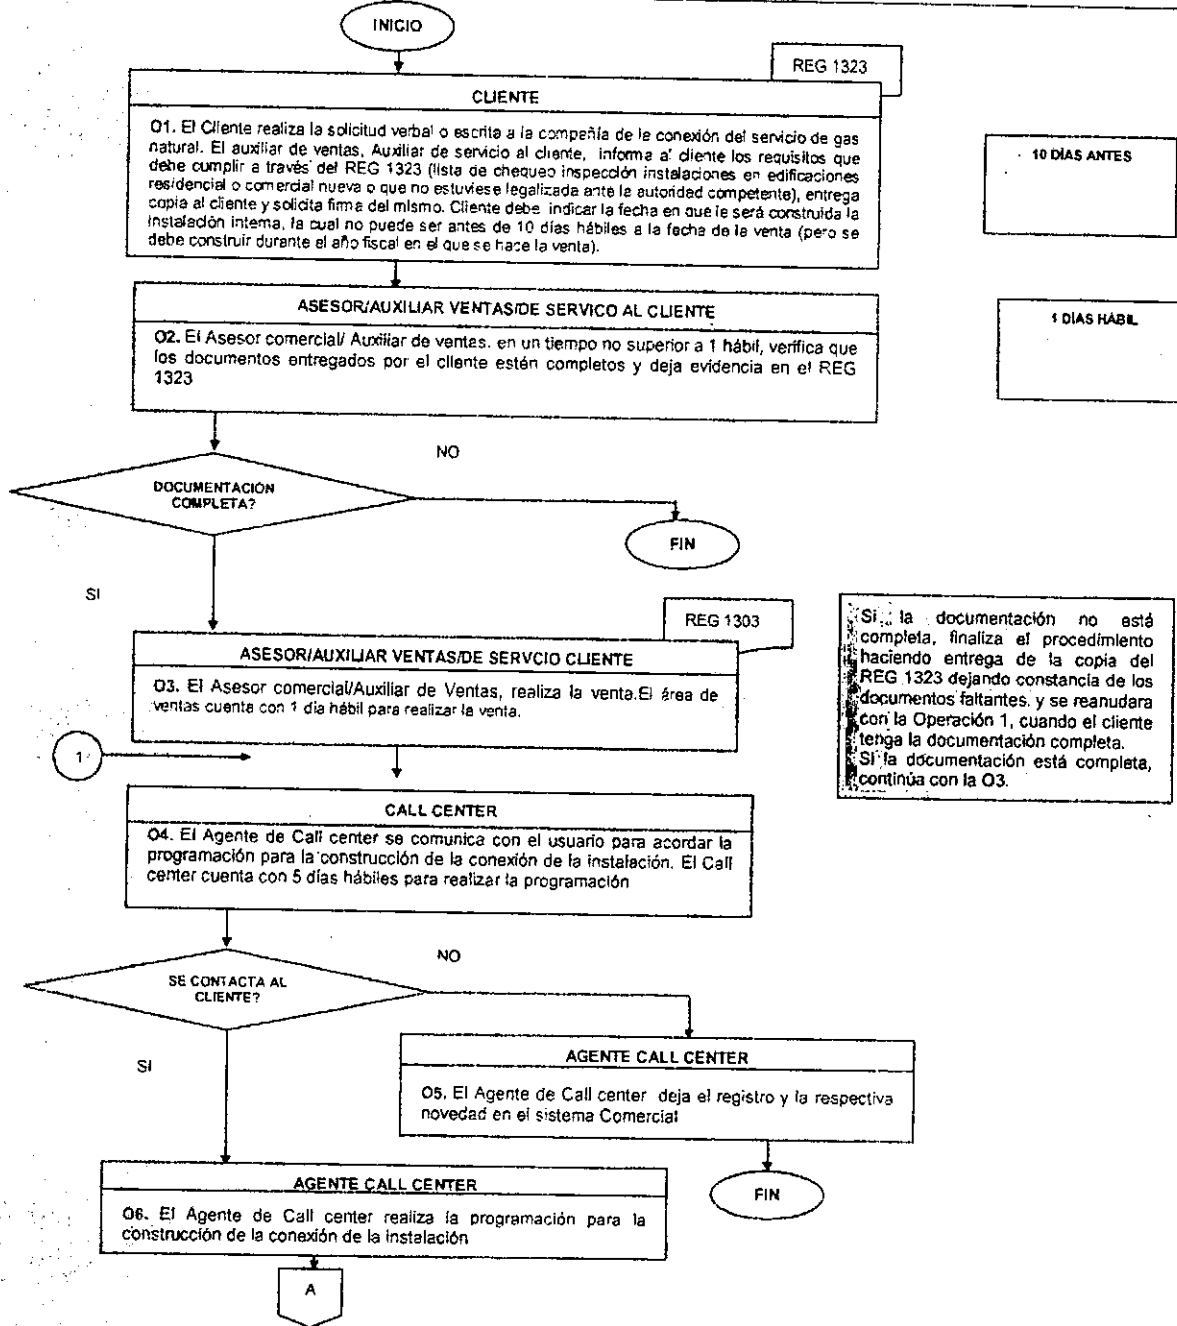 INICIO
REG 1323
CLIENTE
O1. El Cliente realiza la solicitud verbal o escrita a la compañía de la conexión del servicio de gas
natural. El auxiliar de ventas, Auxiliar de servicio al cliente, informa al cliente los requisitos que
debe cumplir a través del REG 1323 (lista de chequeo inspección instalaciones en edificaciones
residencial o comercial nueva o que no estuviese legalizada ante la autoridad competente), entrega
copia al cliente y solicita firma del mismo. Cliente debe indicar la fecha en que le será construida la
instalación interna, la cual no puede ser antes de 10 días hábiles a la fecha de la venta (pero se
debe construir durante el año fiscal en el que se hace la venta).
10 DÍAS ANTES
ASESOR/AUXILIAR VENTAS/DE SERVICO AL CLIENTE
O2. El Asesor comercial/ Auxiliar de ventas. en un tiempo no superior a 1 hábil, verifica que
los documentos entregados por el cliente estén completos y deja evidencia en el REG
1323
1 DÍAS HÁBIL
DOCUMENTACIÓN
COMPLETA?
NO
FIN
SI
REG 1303
ASESOR/AUXILIAR VENTAS/DE SERVCIO CLIENTE
O3. El Asesor comercial/Auxiliar de Ventas, realiza la venta.El área de
ventas cuenta con 1 día hábil para realizar la venta.
Si la documentación no está
completa, finaliza el procedimiento
haciendo entrega de la copia del
REG 1323 dejando constancia de los
documentos faltantes. y se reanudara
con la Operación 1, cuando el cliente
tenga la documentación completa.
Si la documentación está completa,
continúa con la O3.
1
CALL CENTER
O4. El Agente de Call center se comunica con el usuario para acordar la
programación para la construcción de la conexión de la instalación. El Call
center cuenta con 5 días hábiles para realizar la programación
SE CONTACTA AL
CLIENTE?
NO
SI
AGENTE CALL CENTER
O5. El Agente de Call center deja el registro y la respectiva
novedad en el sistema Comercial
FIN
AGENTE CALL CENTER
O6. El Agente de Call center realiza la programación para la
construcción de la conexión de la instalación
A